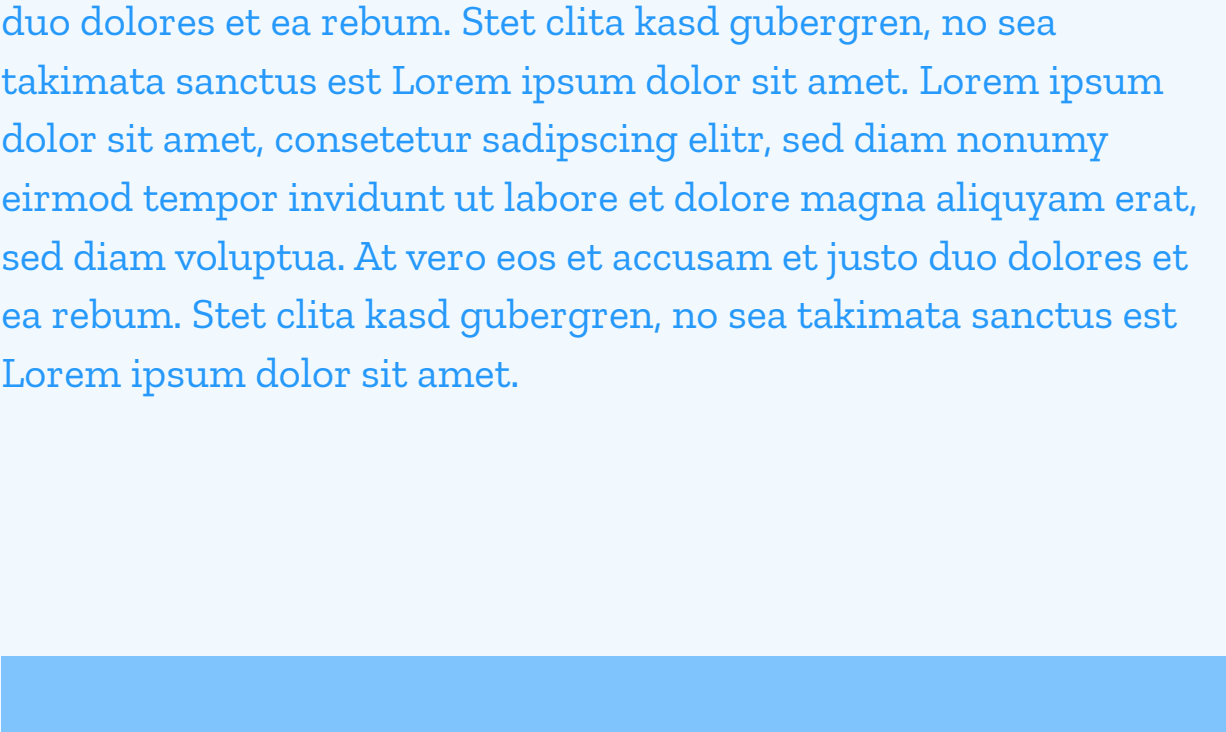 duo dolores et ea rebum. Stet clita kasd gubergren, no sea
takimata sanctus est Lorem ipsum dolor sit amet. Lorem ipsum
dolor sit amet, consetetur sadipscing elitr, sed diam nonumy
eirmod tempor invidunt ut labore et dolore magna aliquyam erat,
sed diam voluptua. At vero eos et accusam et justo duo dolores et
ea rebum. Stet clita kasd gubergren, no sea takimata sanctus est
Lorem ipsum dolor sit amet.